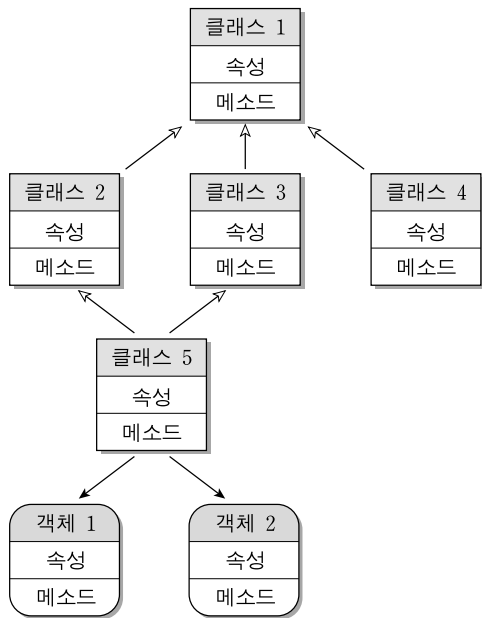 클래스 1
속성
메소드
클래스 2
속성
메소드
클래스 3
속성
메소드
클래스 4
속성
메소드
클래스 5
속성
메소드
객체 1
속성
메소드
객체 2
속성
메소드